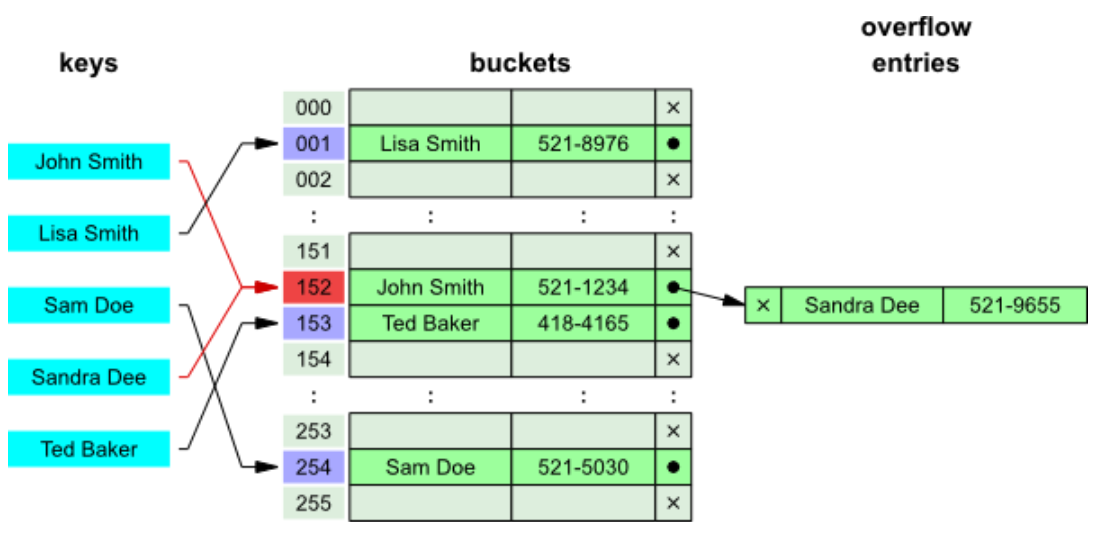 overflow
keys buckets entries
000 ×
John Smith 001 Lisa Smith 521-8976 ●
002 ×
Lisa Smith : : : :
151 ×
Sam Doe 152 John Smith 521-1234 ● × Sandra Dee 521-9655
153 Ted Baker 418-4165 ●
Sandra Dee 154 ×
: : : :
Ted Baker 253 ×
254 Sam Doe 521-5030 ●
255 ×